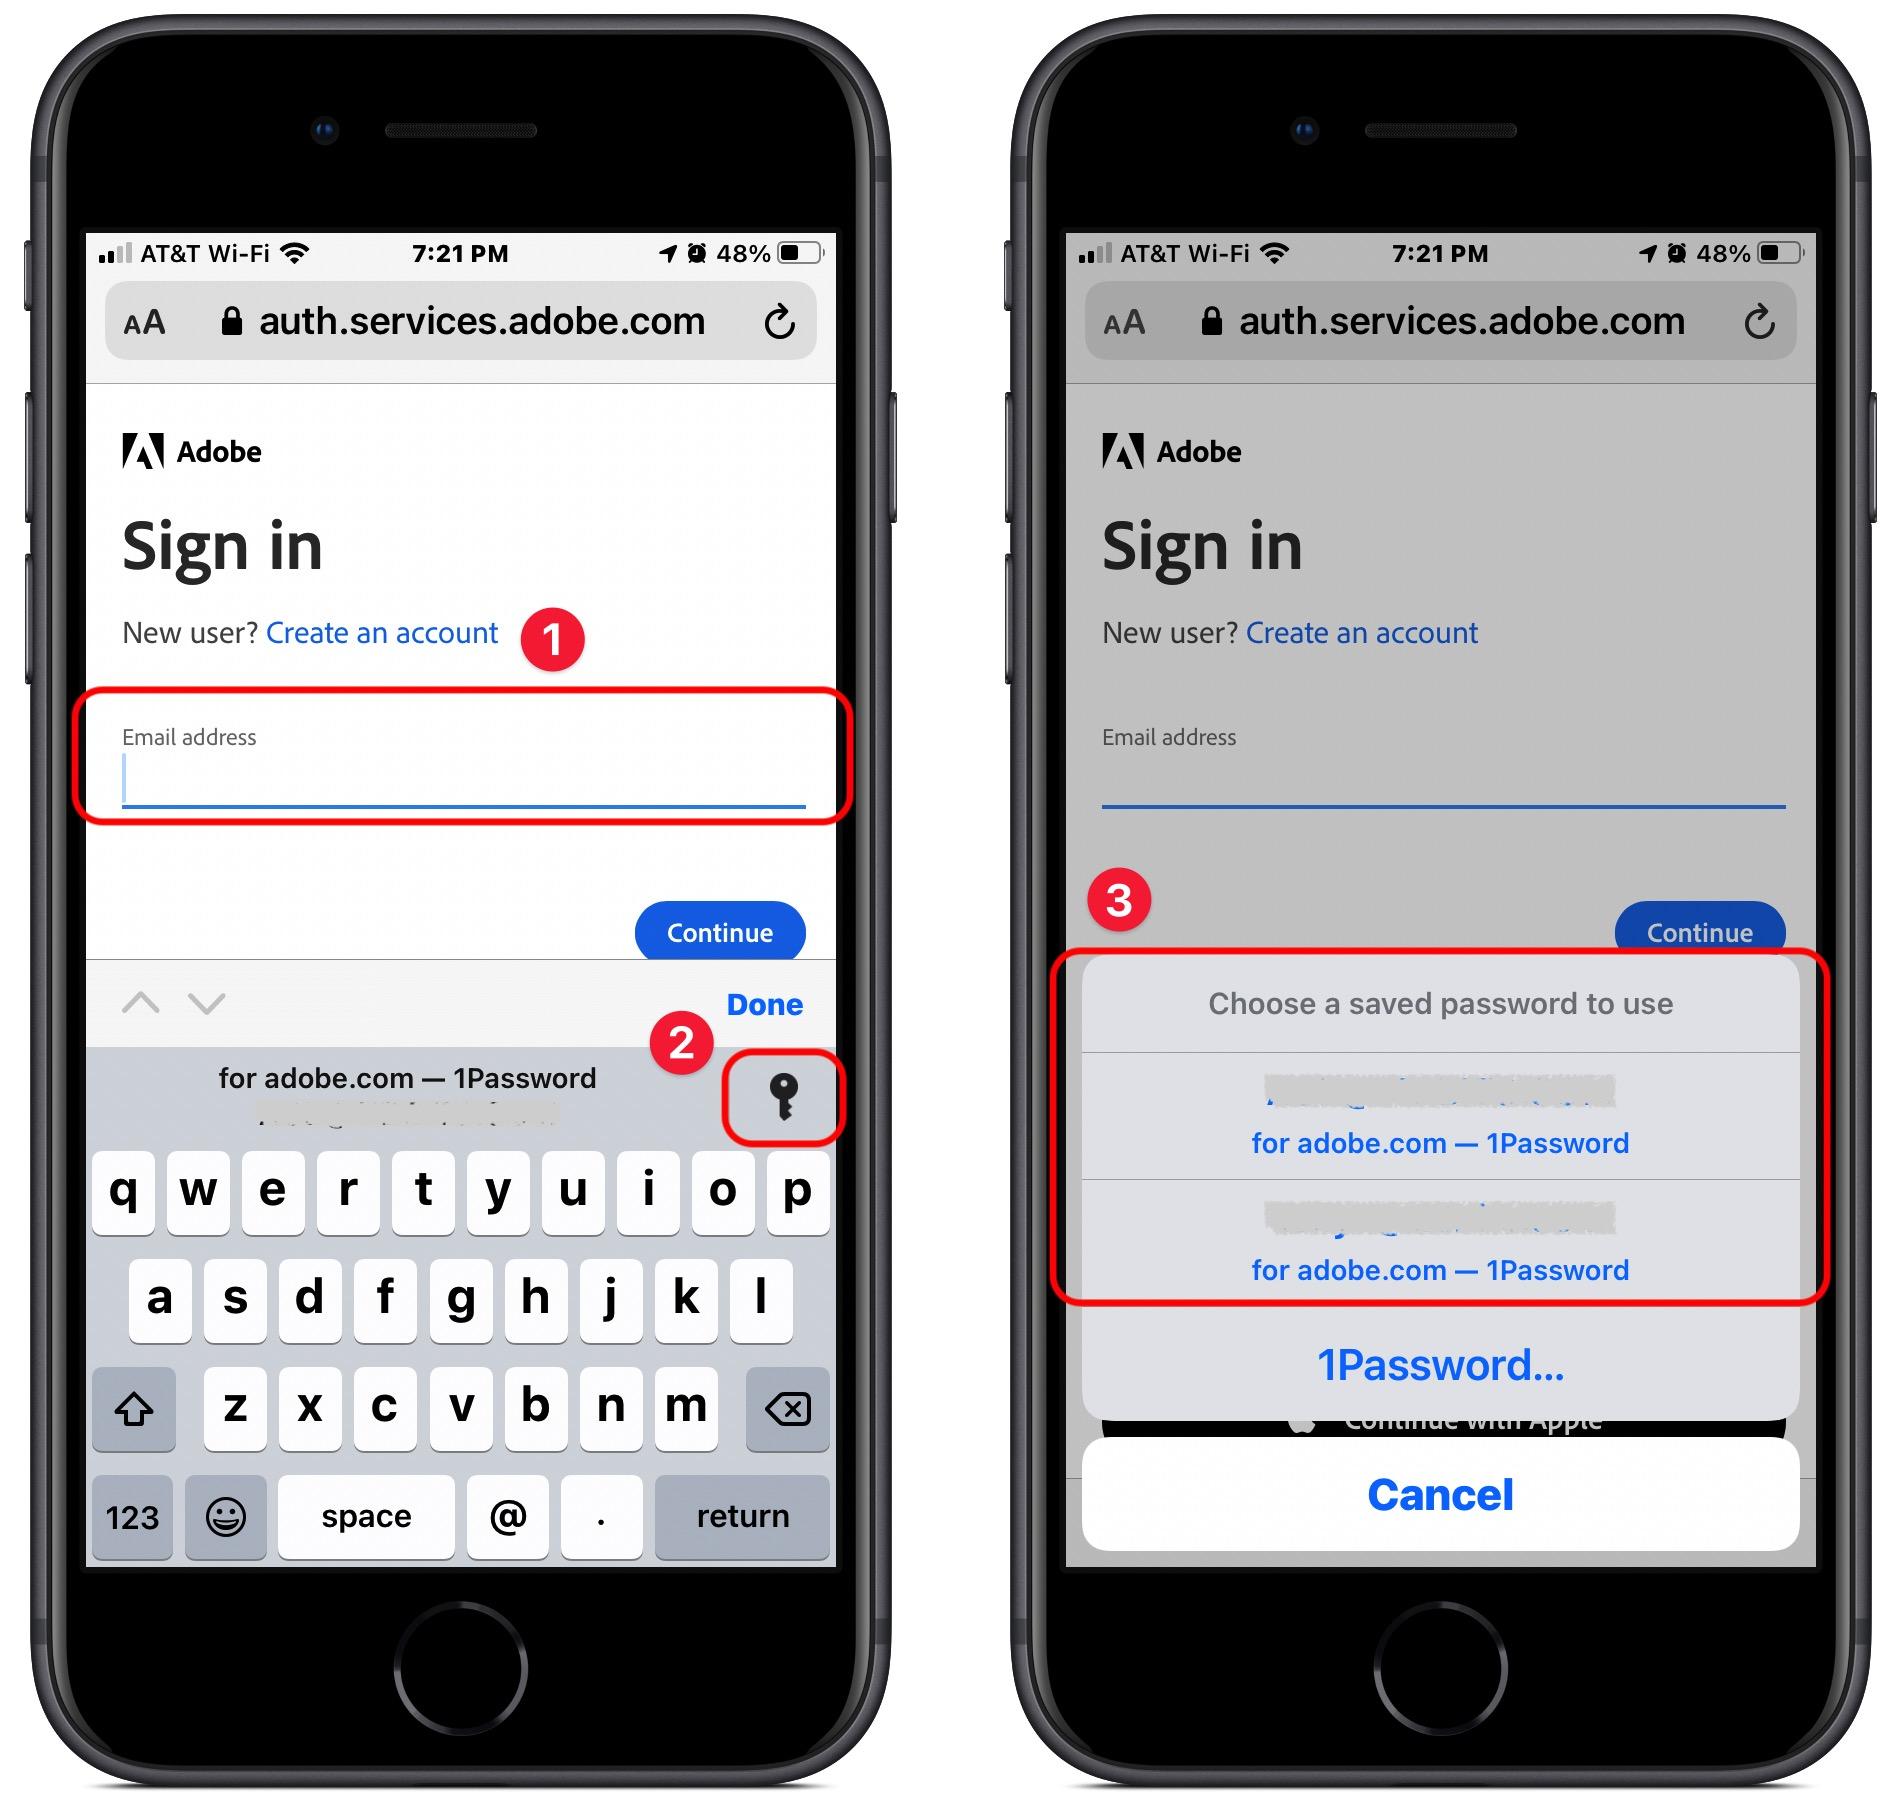 AT&T Wi-Fi 7:21 PM 48%
AA auth.services.adobe.com
Adobe
Sign in
New user? Create an account
1
Email address
Continue
Done
2
for adobe.com — 1Password
q w e r t y u i o p
a s d f g h j k l
z x c v b n m
123 space @ . return
AT&T Wi-Fi 7:21 PM 48%
AA auth.services.adobe.com
Adobe
Sign in
New user? Create an account
Email address
3
Continue
Choose a saved password to use
for adobe.com — 1Password
for adobe.com — 1Password
1Password...
Continue with Apple
Cancel